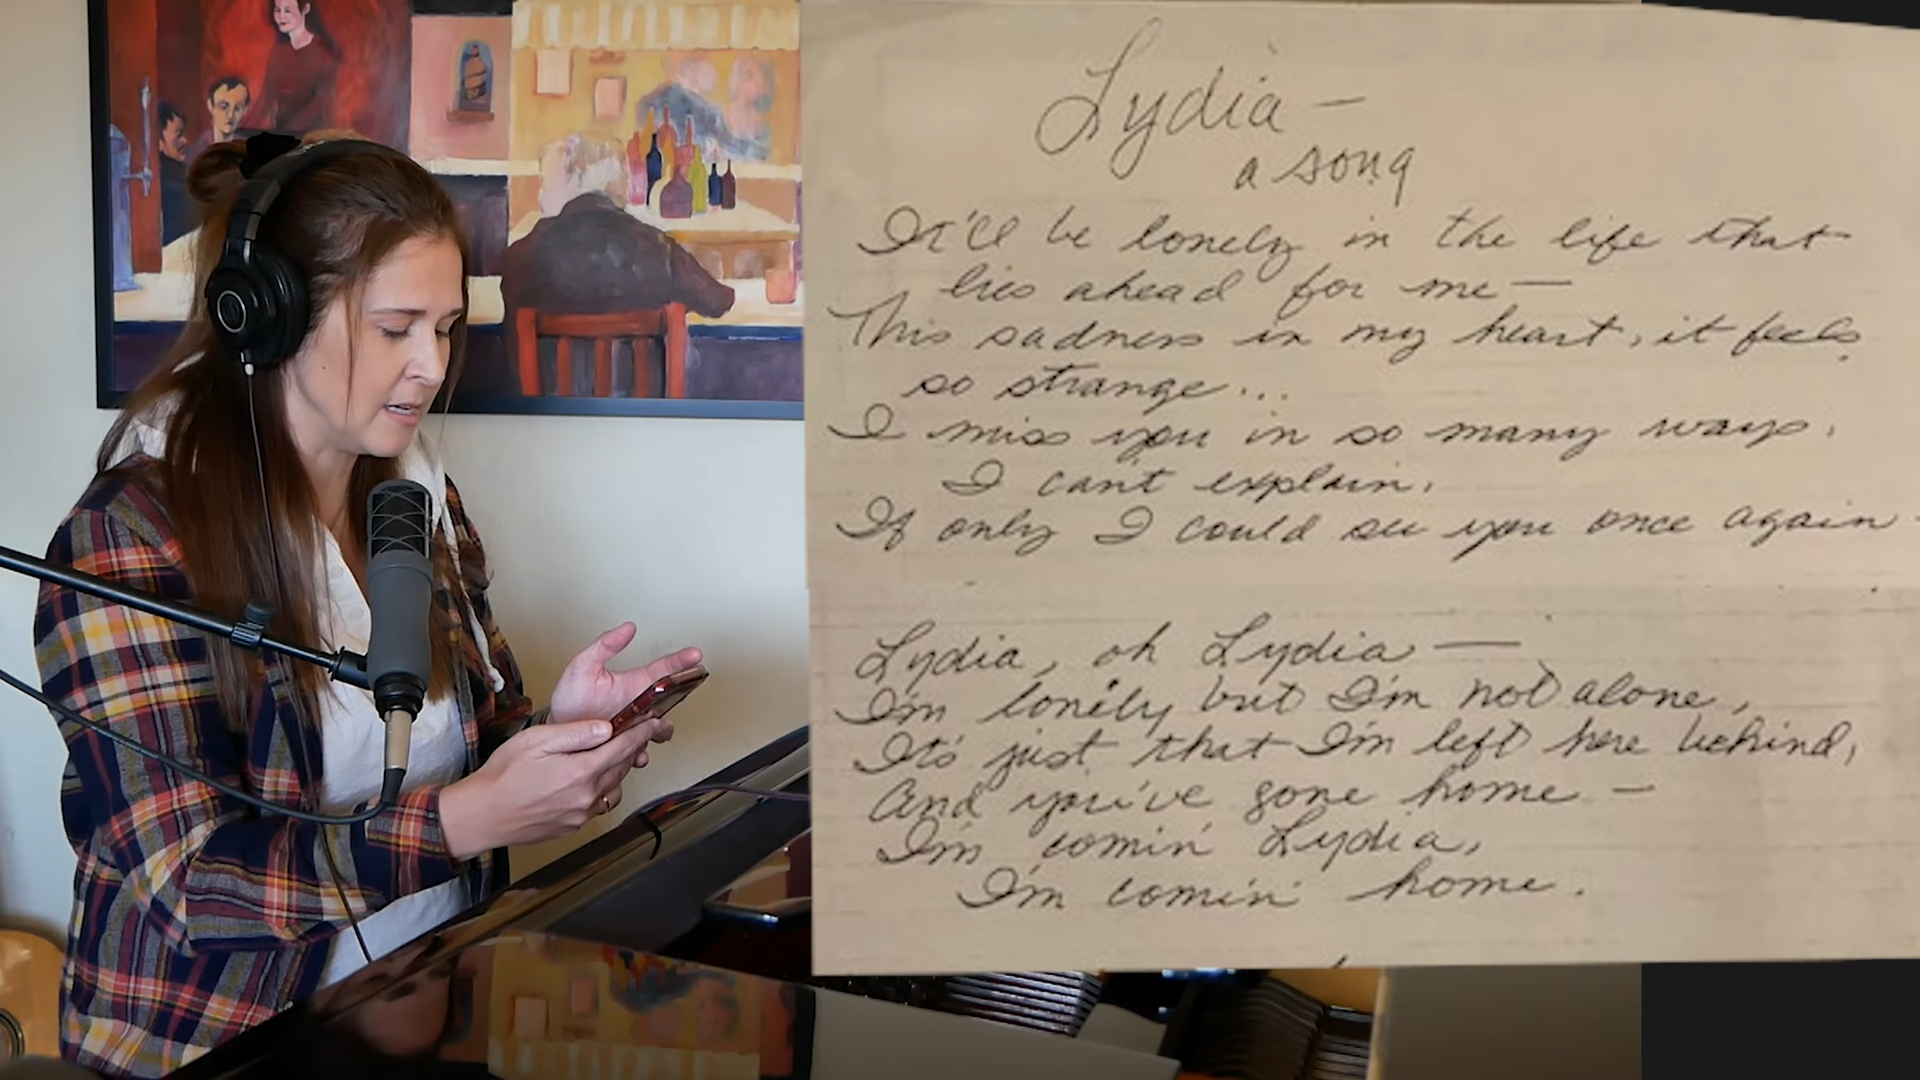 Lydia —
a song
It'll be lonely in the life that
lies ahead for me —
This sadness in my heart, it feels
so strange...
I miss you in so many ways.
I can't explain.
If only I could see you once again -
Lydia, oh Lydia —
I'm lonely but I'm not alone,
It's just that I'm left here behind,
And you've gone home —
I'm comin' Lydia,
I'm comin' home.